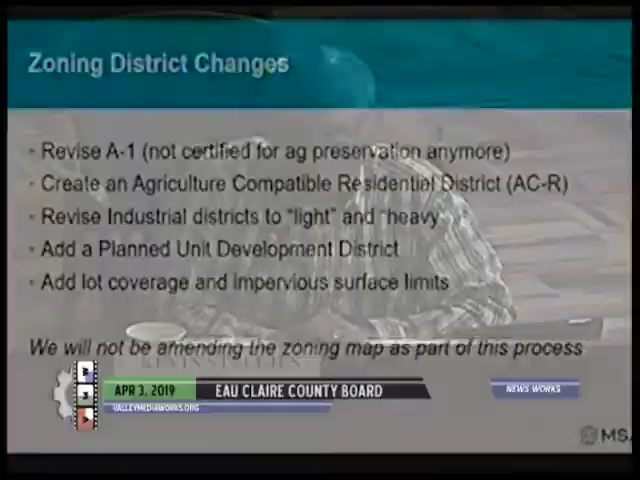 Zoning District Changes
• Revise A-1 (not certified for ag preservation anymore)
• Create an Agriculture Compatible Residential District (AC-R)
• Revise Industrial districts to "light" and "heavy
• Add a Planned Unit Development District
• Add lot coverage and impervious surface limits
We will not be amending the zoning map as part of this process
APR 3, 2019
EAU CLAIRE COUNTY BOARD
NEWS WORKS
VALLEYMEDIAWORKS.ORG
MSA